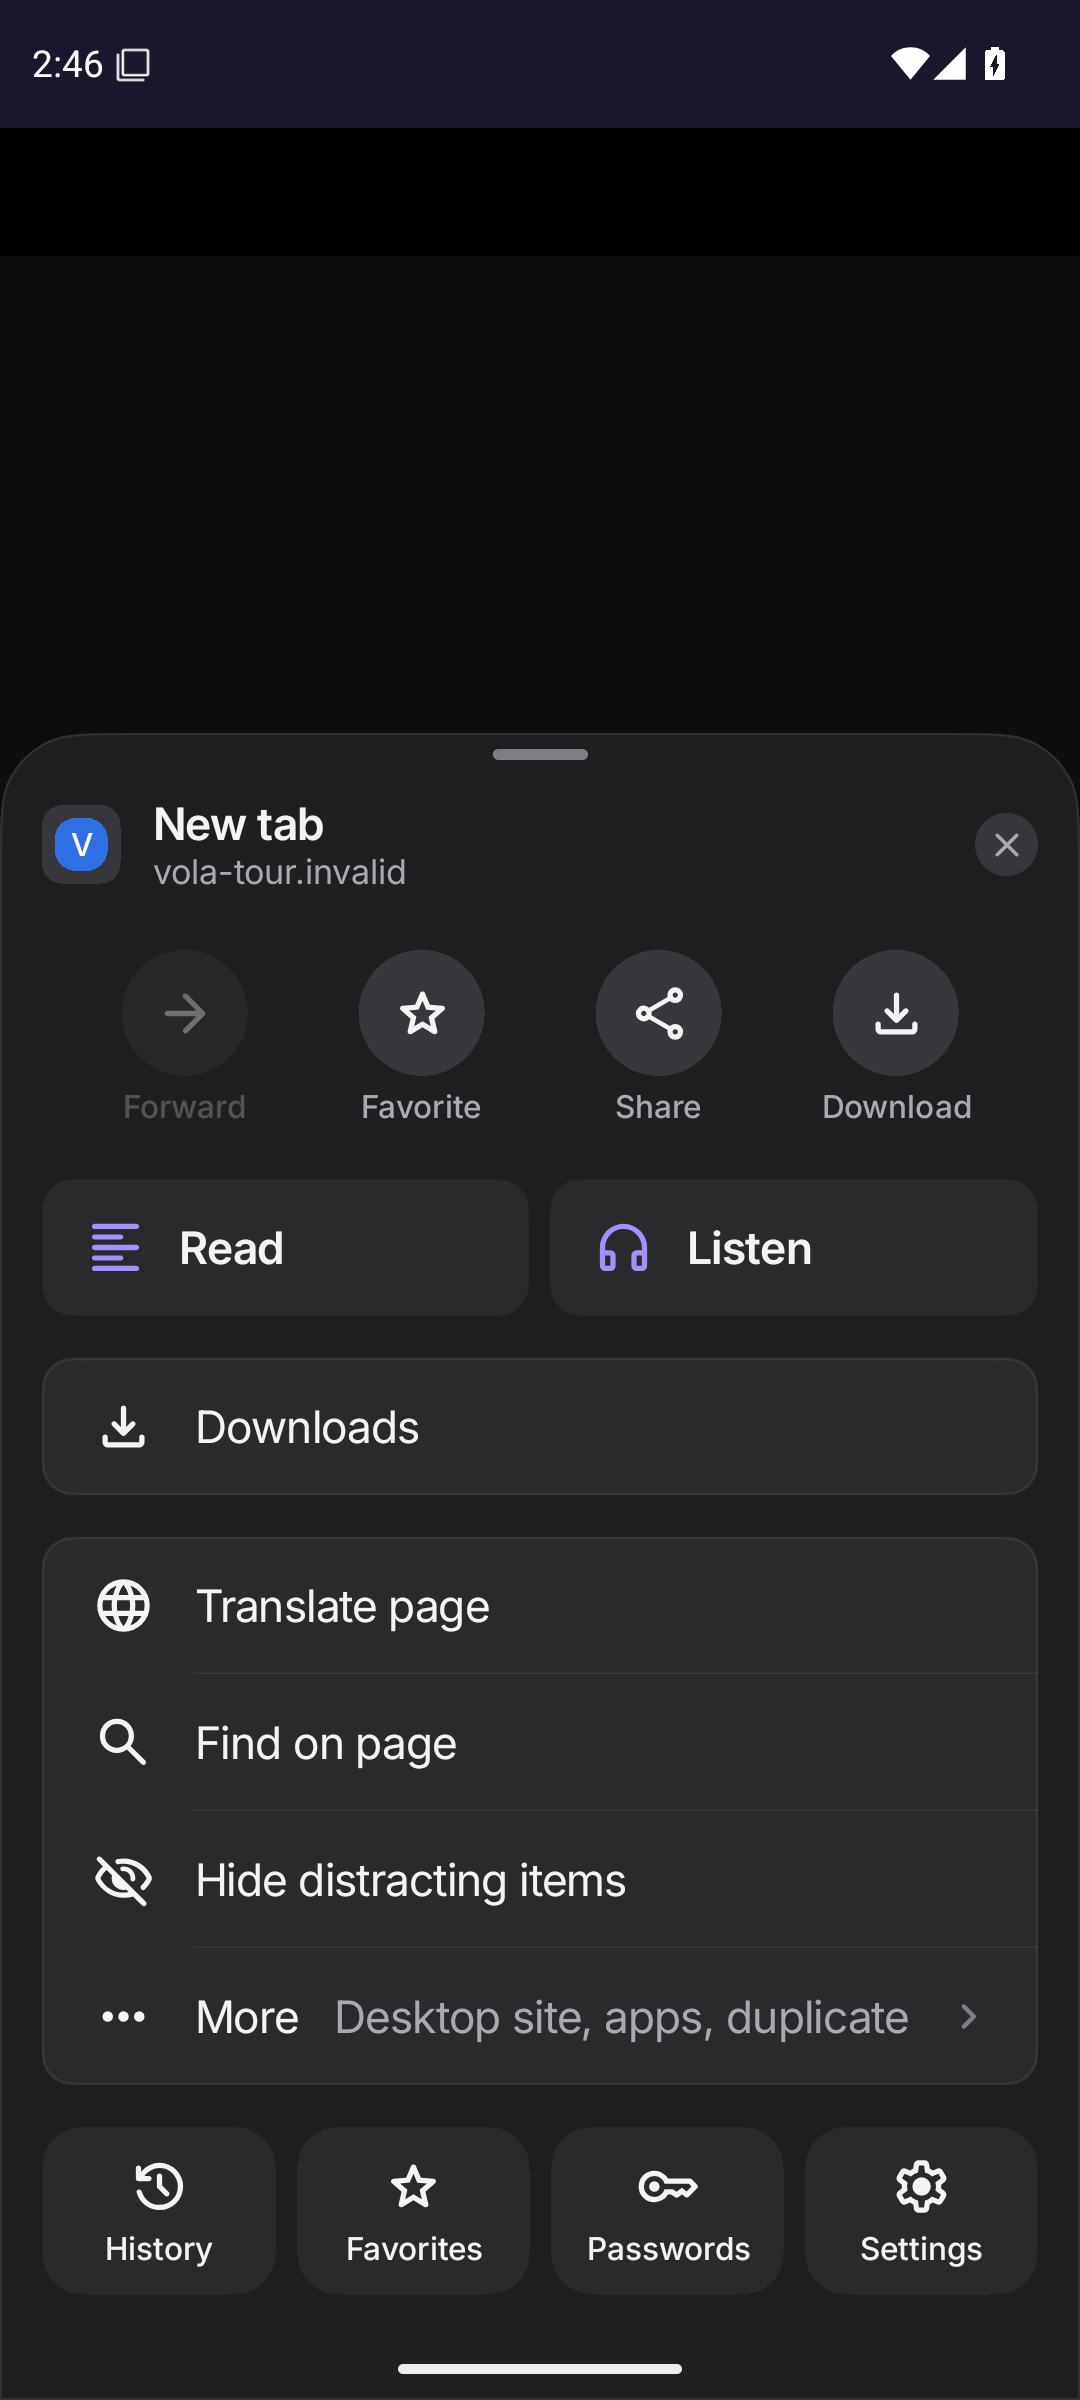 2:46
V
New tab
vola-tour.invalid
Forward
Favorite
Share
Download
Read
Listen
Downloads
Translate page
Find on page
Hide distracting items
More Desktop site, apps, duplicate
History
Favorites
Passwords
Settings